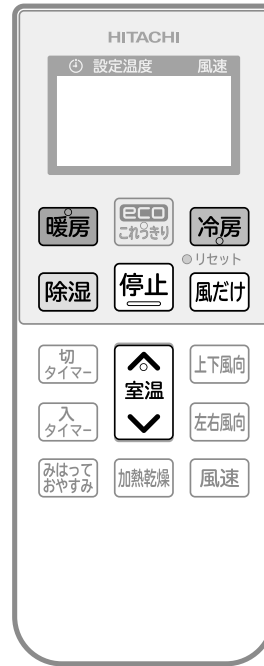 HITACHI
設定温度 風速
暖房
eco
これっきり
冷房
リセット
除湿
停止
風だけ
切
タイマー
室温
上下風向
入
タイマー
左右風向
みはって
おやすみ
加熱乾燥
風速